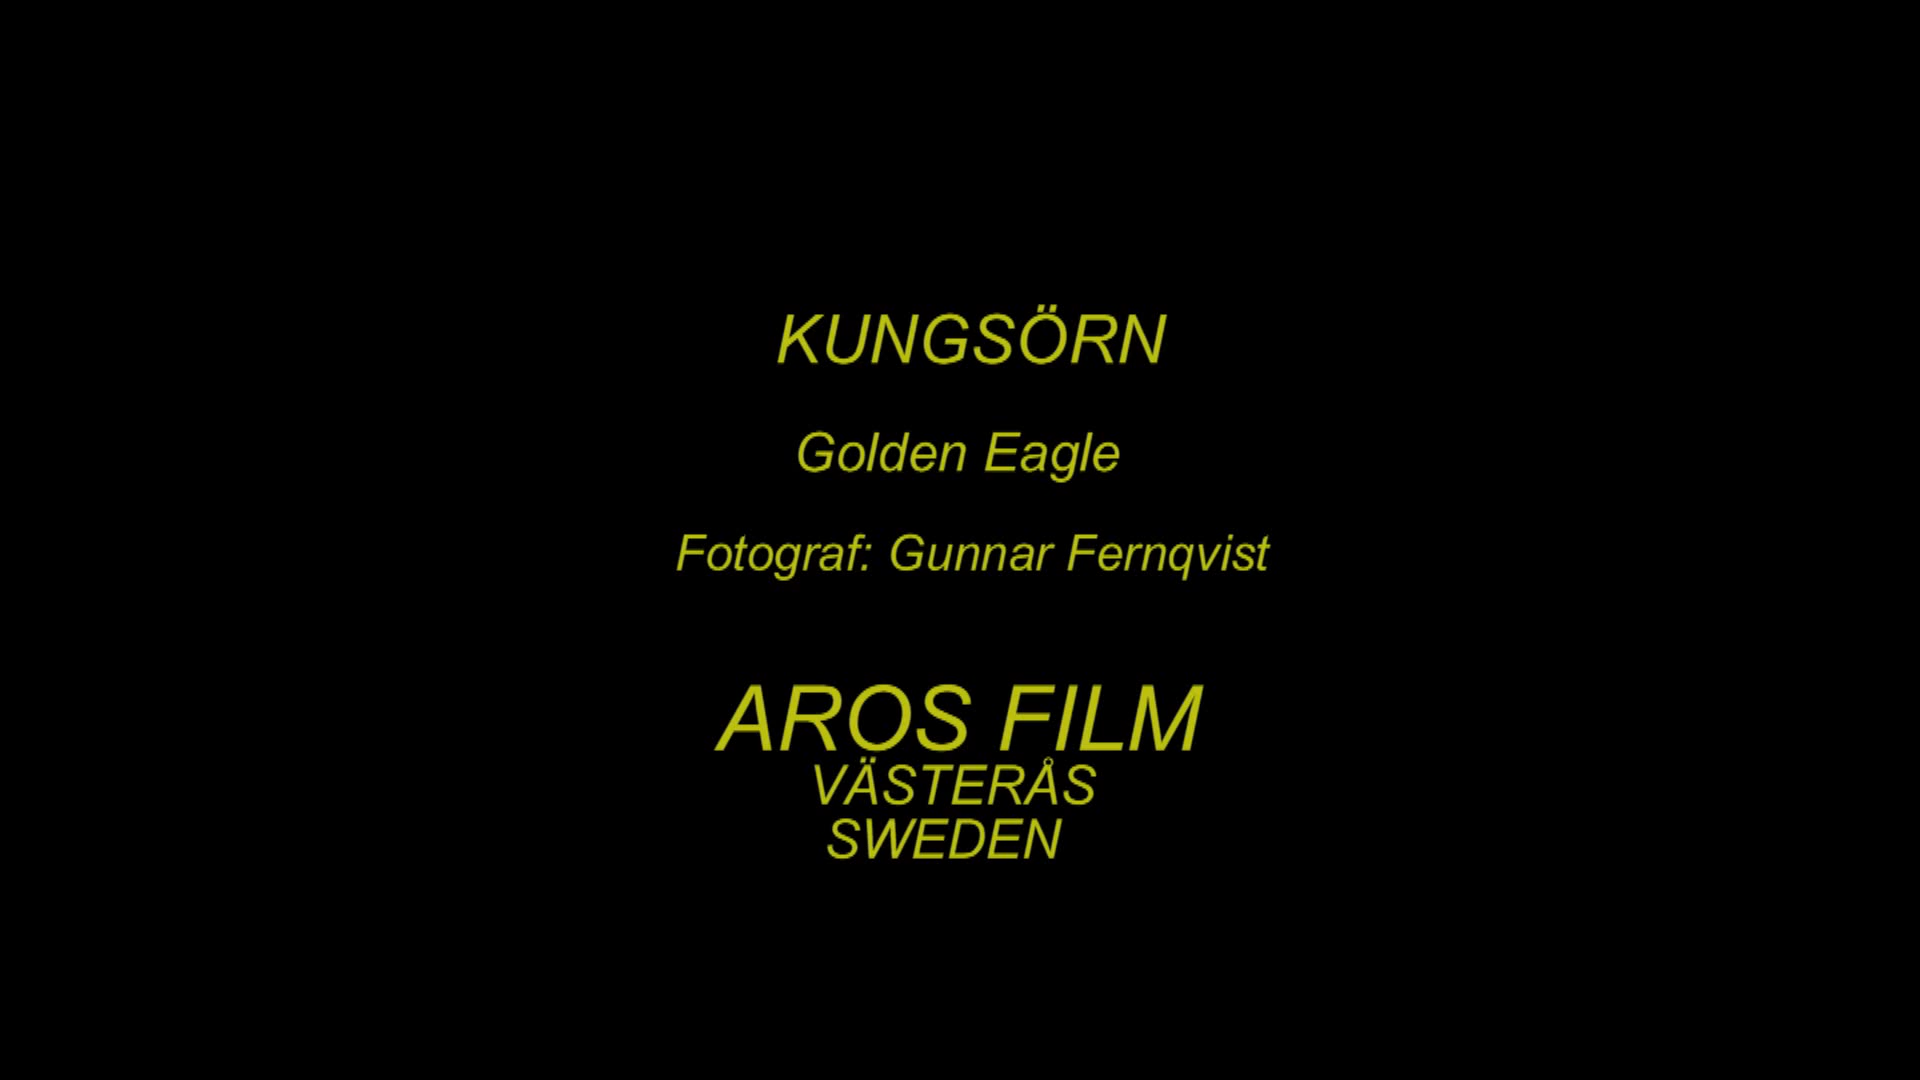 KUNGSÖRN
Golden Eagle
Fotograf: Gunnar Fernqvist
AROS FILM
VÄSTERÅS
SWEDEN